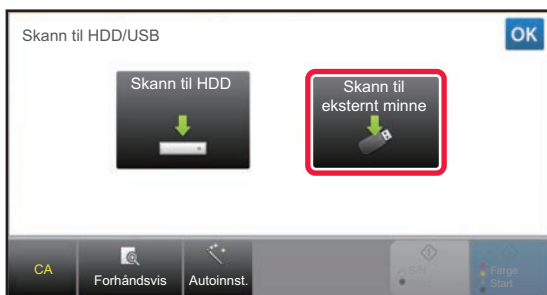 Skann til HDD/USB
OK
Skann til HDD
Skann til
eksternt minne
CA
Forhåndsvis
Autoinnst.
Farge
Start